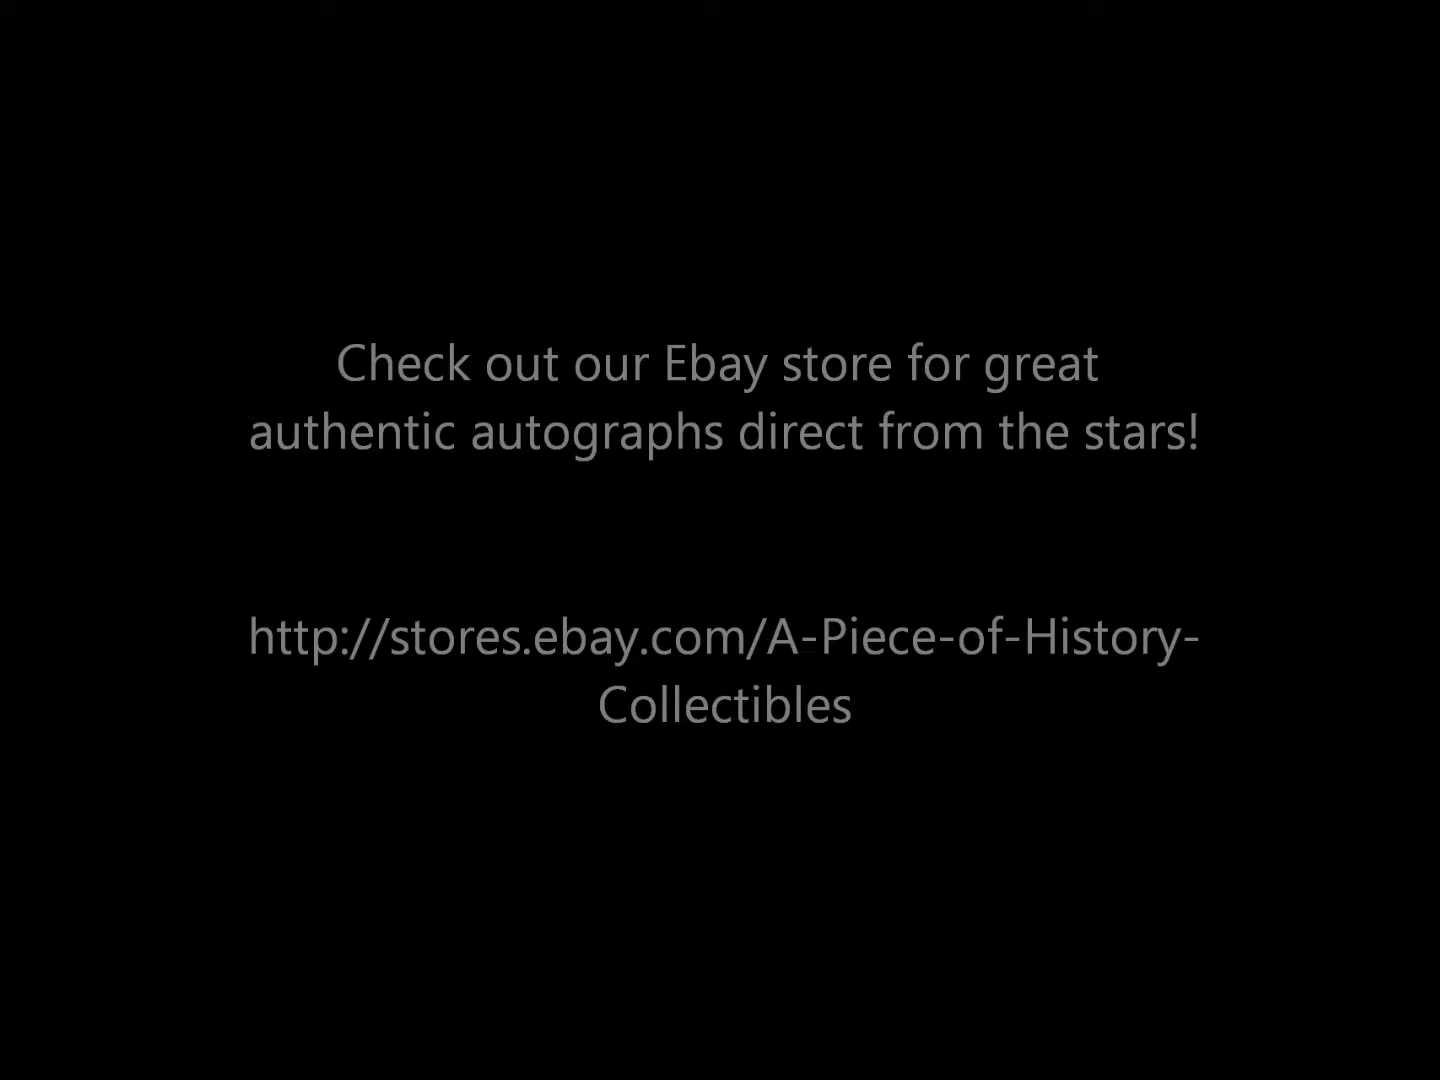 Check out our Ebay store for great
authentic autographs direct from the stars!
http://stores.ebay.com/A-Piece-of-History-
Collectibles